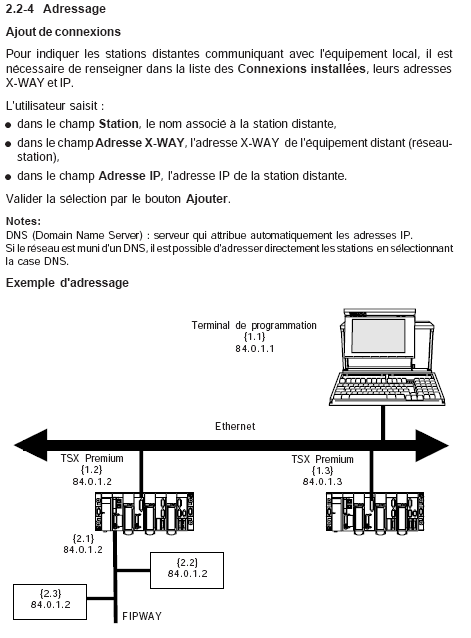 2.2-4 Adressage
Ajout de connexions
Pour indiquer les stations distantes communiquant avec l'équipement local, il est
nécessaire de renseigner dans la liste des Connexions installées, leurs adresses
X-WAY et IP.
L'utilisateur saisit :
● dans le champ Station, le nom associé à la station distante,
● dans le champ Adresse X-WAY, l'adresse X-WAY de l'équipement distant (réseau-
station),
● dans le champ Adresse IP, l'adresse IP de la station distante.
Valider la sélection par le bouton Ajouter.
Notes:
DNS (Domain Name Server) : serveur qui attribue automatiquement les adresses IP.
Si le réseau est muni d'un DNS, il est possible d'adresser directement les stations en sélectionnant
la case DNS.
Exemple d'adressage
Terminal de programmation
{1.1}
84.0.1.1
Ethernet
TSX Premium
{1.2}
84.0.1.2
TSX Premium
{1.3}
84.0.1.3
{2.1}
84.0.1.2
{2.2}
84.0.1.2
{2.3}
84.0.1.2
FIPWAY